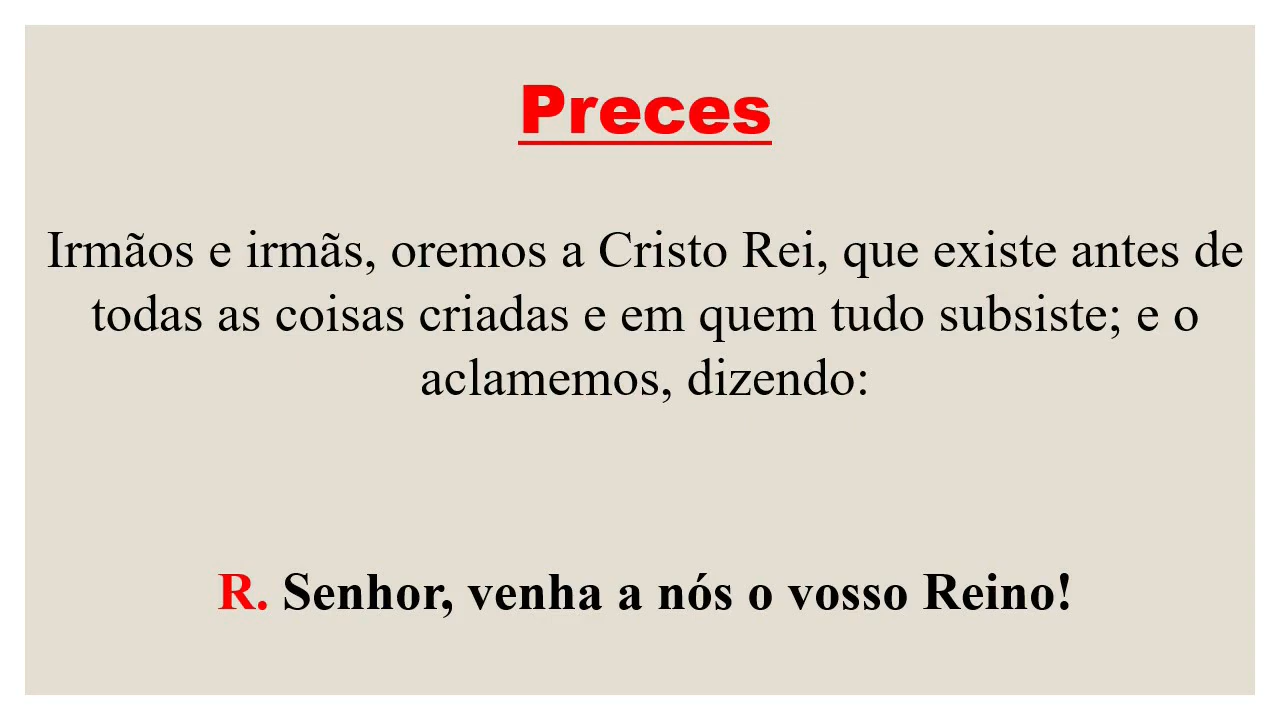 Preces
Irmãos e irmãs, oremos a Cristo Rei, que existe antes de
todas as coisas criadas e em quem tudo subsiste; e o
aclamemos, dizendo:
R. Senhor, venha a nós o vosso Reino!